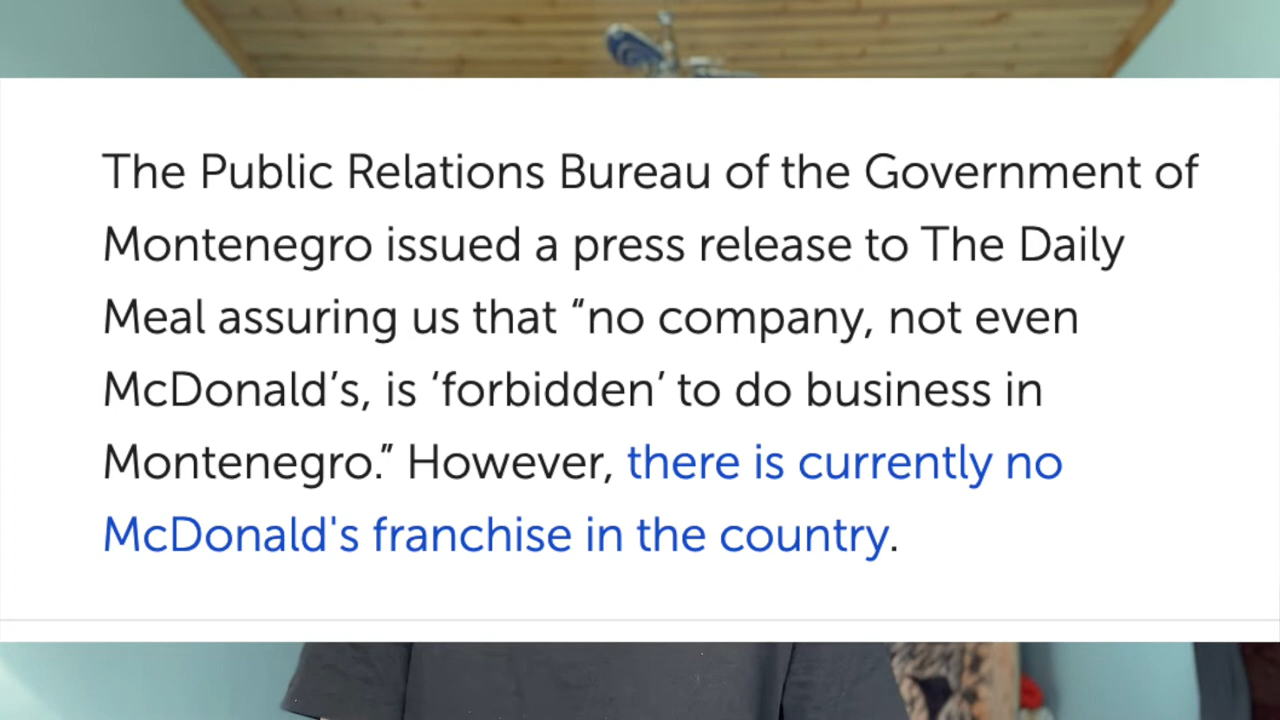 The Public Relations Bureau of the Government of
Montenegro issued a press release to The Daily
Meal assuring us that “no company, not even
McDonald’s, is ‘forbidden’ to do business in
Montenegro.” However, there is currently no
McDonald's franchise in the country.